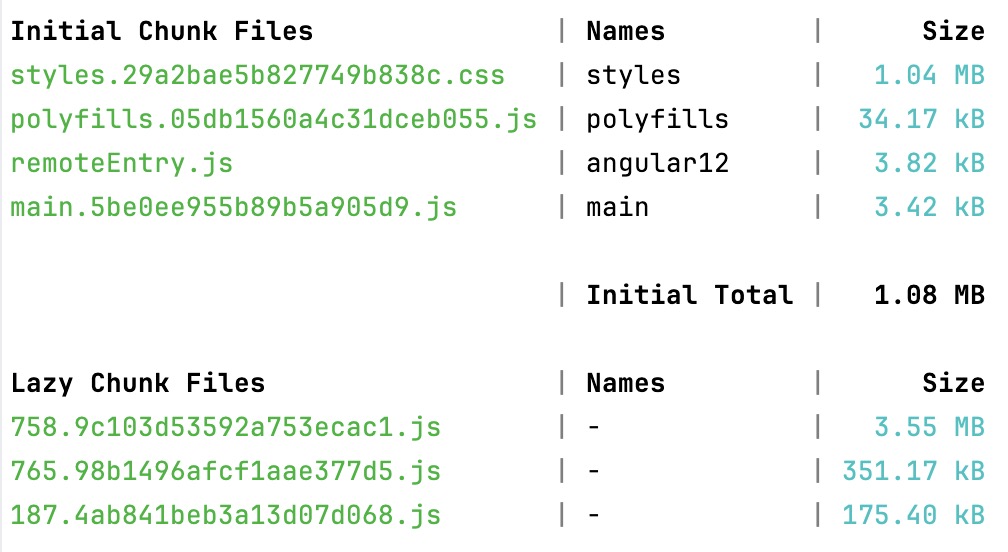 Initial Chunk Files | Names | Size
styles.29a2bae5b827749b838c.css | styles | 1.04 MB
polyfills.05db1560a4c31dceb055.js | polyfills | 34.17 kB
remoteEntry.js | angular12 | 3.82 kB
main.5be0ee955b89b5a905d9.js | main | 3.42 kB
| Initial Total | 1.08 MB
Lazy Chunk Files | Names | Size
758.9c103d53592a753ecac1.js | - | 3.55 MB
765.98b1496afcf1aae377d5.js | - | 351.17 kB
187.4ab841beb3a13d07d068.js | - | 175.40 kB